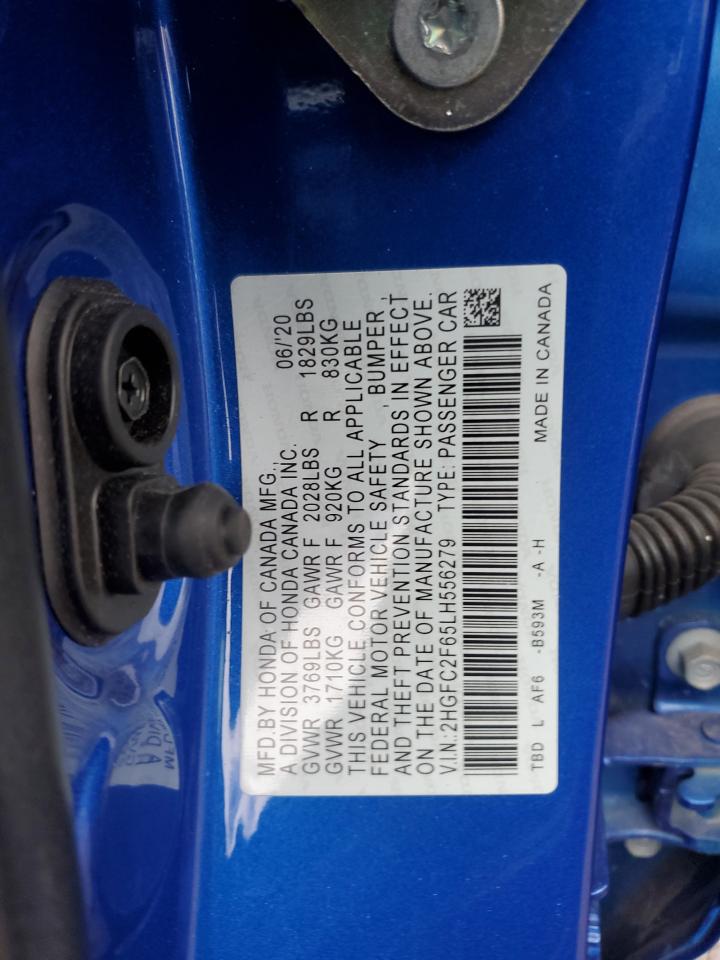 MFD.BY HONDA OF CANADA MFG., 06/'20
A DIVISION OF HONDA CANADA INC.
GVWR 3769LBS GAWR F 2028LBS R 1829LBS
GVWR 1710KG GAWR F 920KG R 830KG
THIS VEHICLE CONFORMS TO ALL APPLICABLE
FEDERAL MOTOR VEHICLE SAFETY , BUMPER ,
AND THEFT PREVENTION STANDARDS IN EFFECT
ON THE DATE OF MANUFACTURE SHOWN ABOVE.
V.I.N.:2HGFC2F65LH556279 TYPE: PASSENGER CAR
TBD L AF6 -B593M -A -H MADE IN CANADA